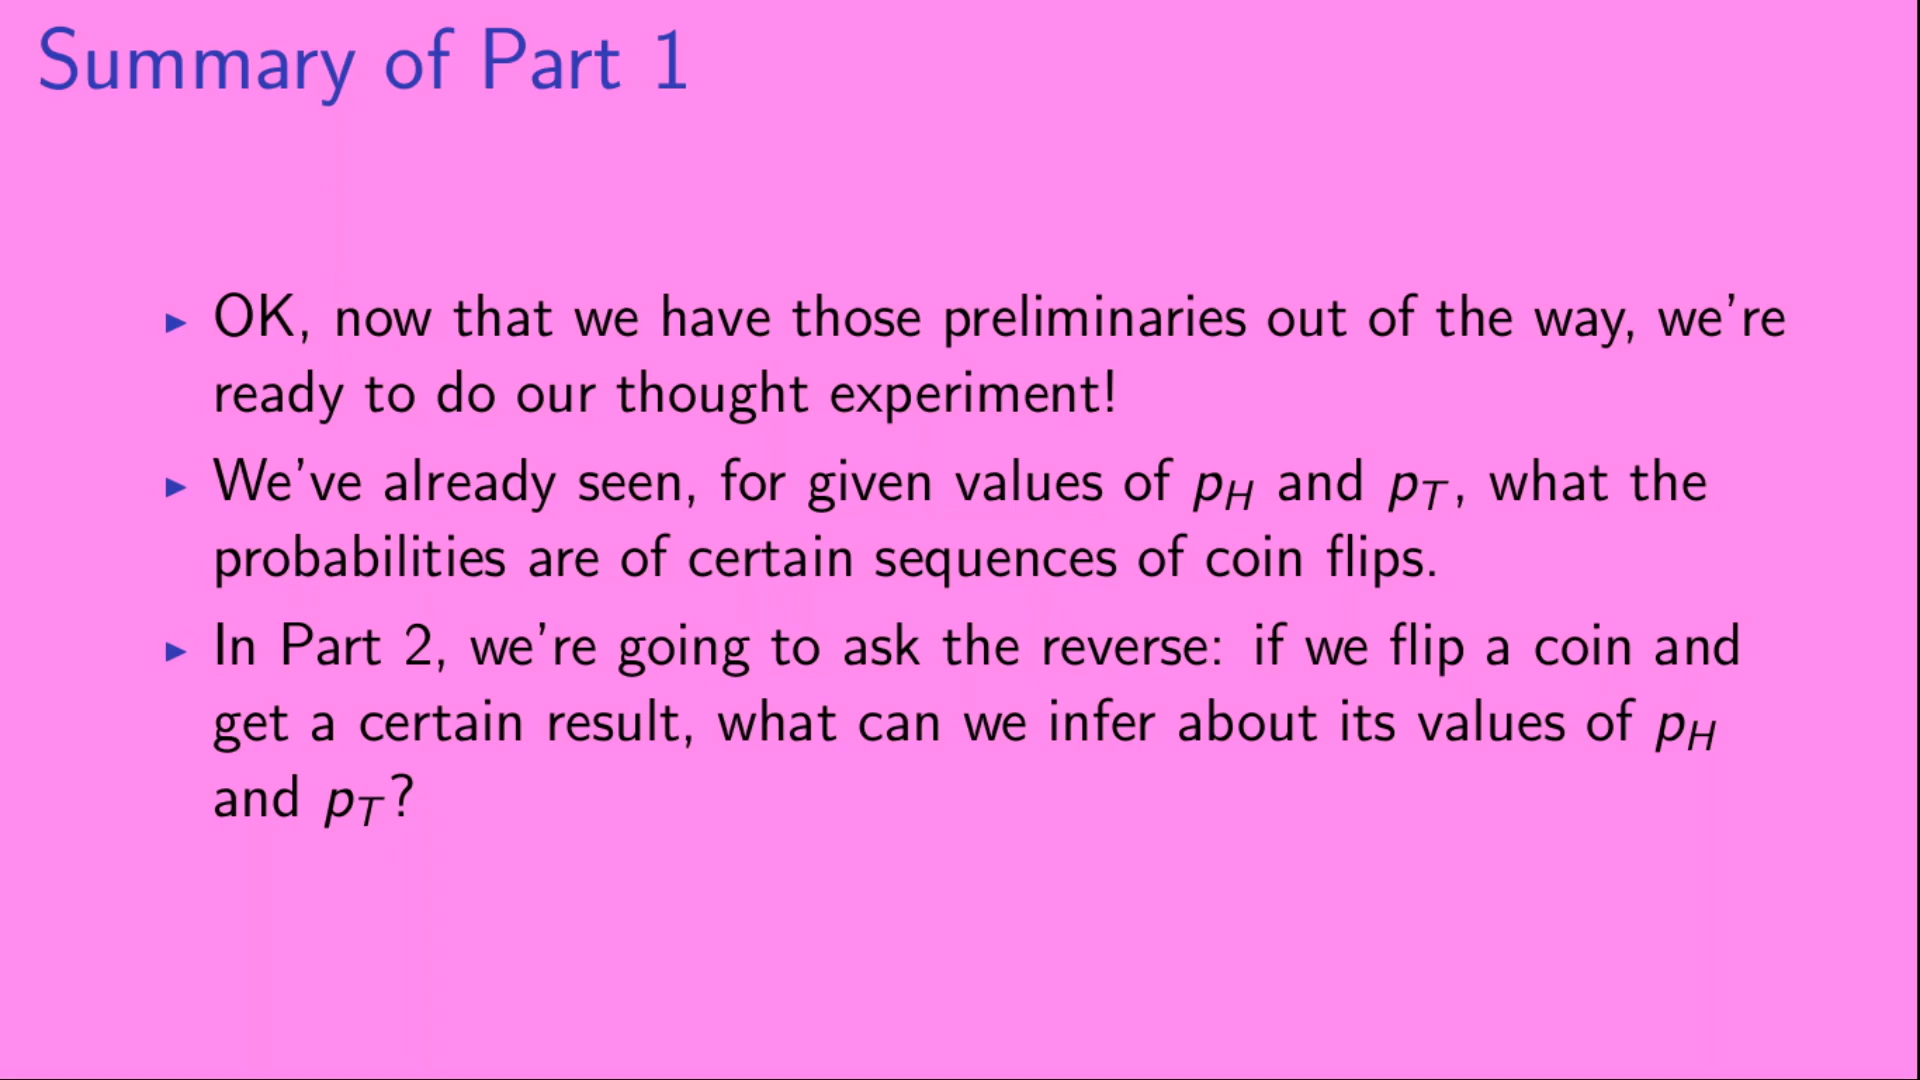 Summary of Part 1
▸ OK, now that we have those preliminaries out of the way, we're
ready to do our thought experiment!
▸ We've already seen, for given values of p_H and p_T, what the
probabilities are of certain sequences of coin flips.
▸ In Part 2, we're going to ask the reverse: if we flip a coin and
get a certain result, what can we infer about its values of p_H
and p_T?